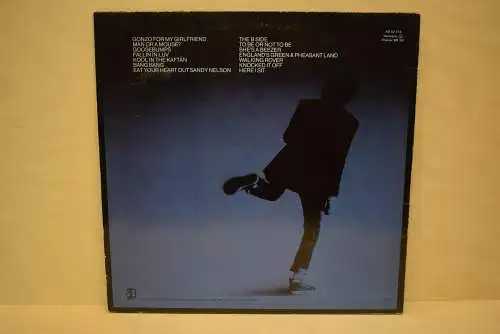 GONZO FOR MY GIRLFRIEND
MAN OR A MOUSE?
GOOSEBUMPS
FALLIN IN LUV
KOOL IN THE KAFTAN
BANG BANG
EAT YOUR HEART OUT SANDY NELSON
THE B SIDE
TO BE OR NOT TO BE
SHE'S A BEEZER
ENGLAND'S GREEN & PHEASANT LAND
WALKING ROVER
KNOCKED IT OFF
HERE I SIT